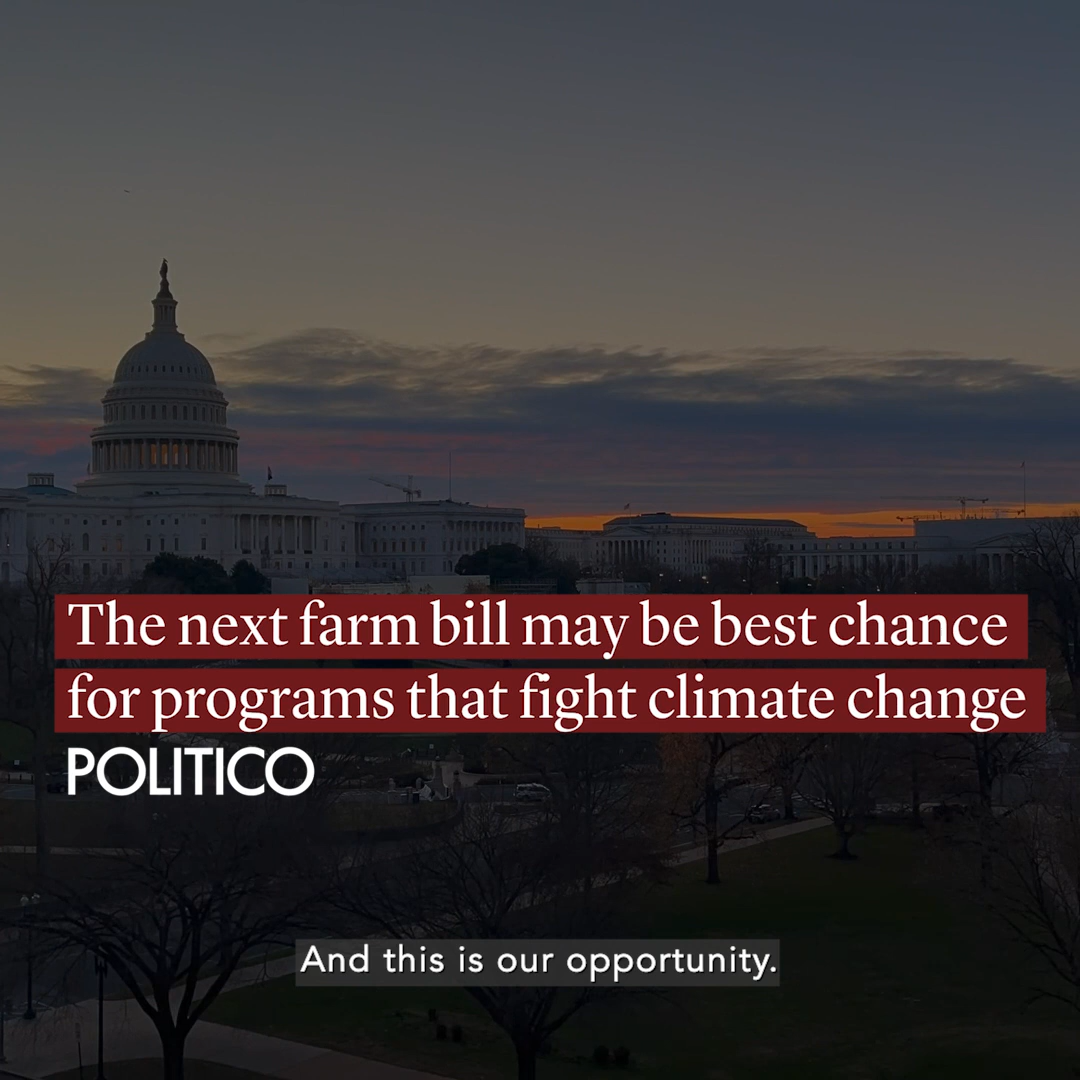 The next farm bill may be best chance
for programs that fight climate change
POLITICO
And this is our opportunity.